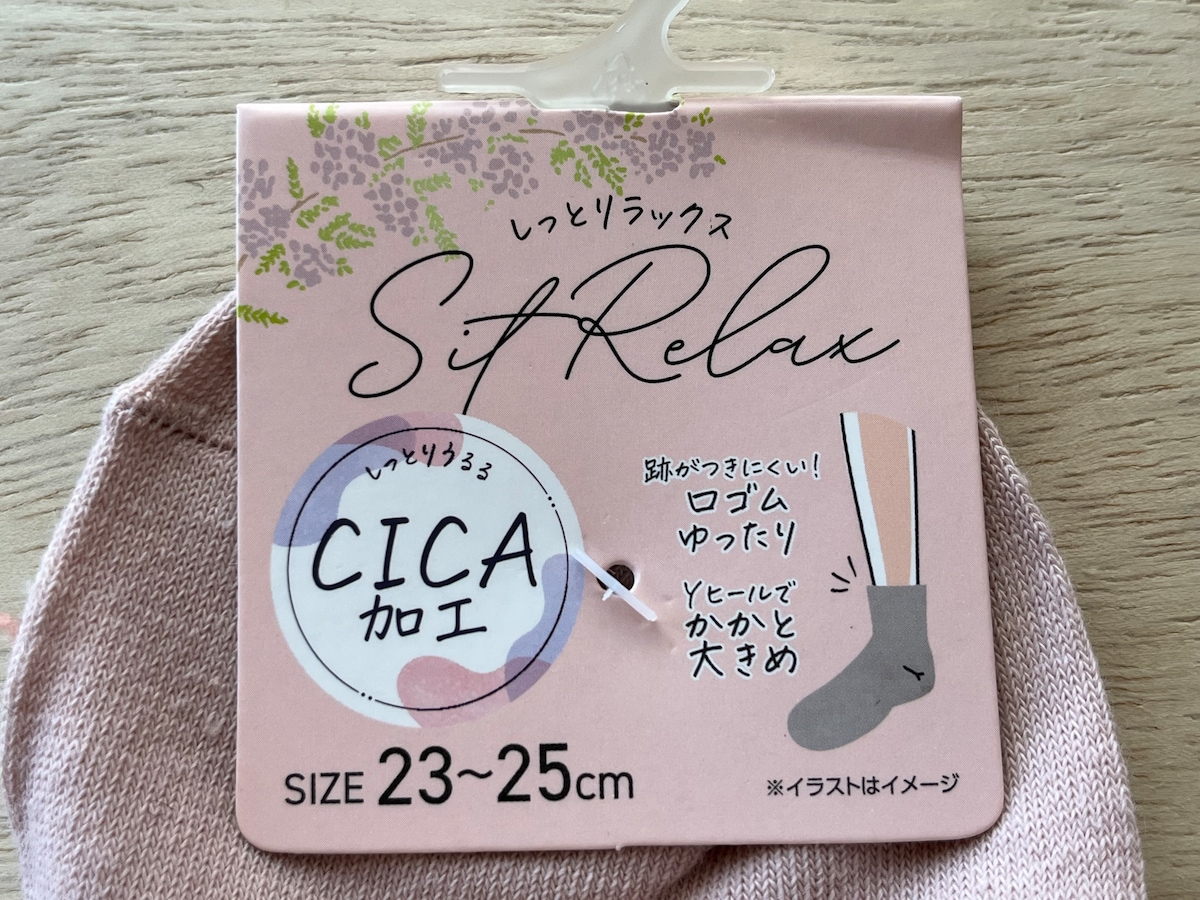 しっとりラックス
SitRelax
しっとりうるる
CICA
加工
跡がつきにくい!
口ゴム
ゆったり
Yヒールで
かかと
大きめ
SIZE 23~25cm
※イラストはイメージ